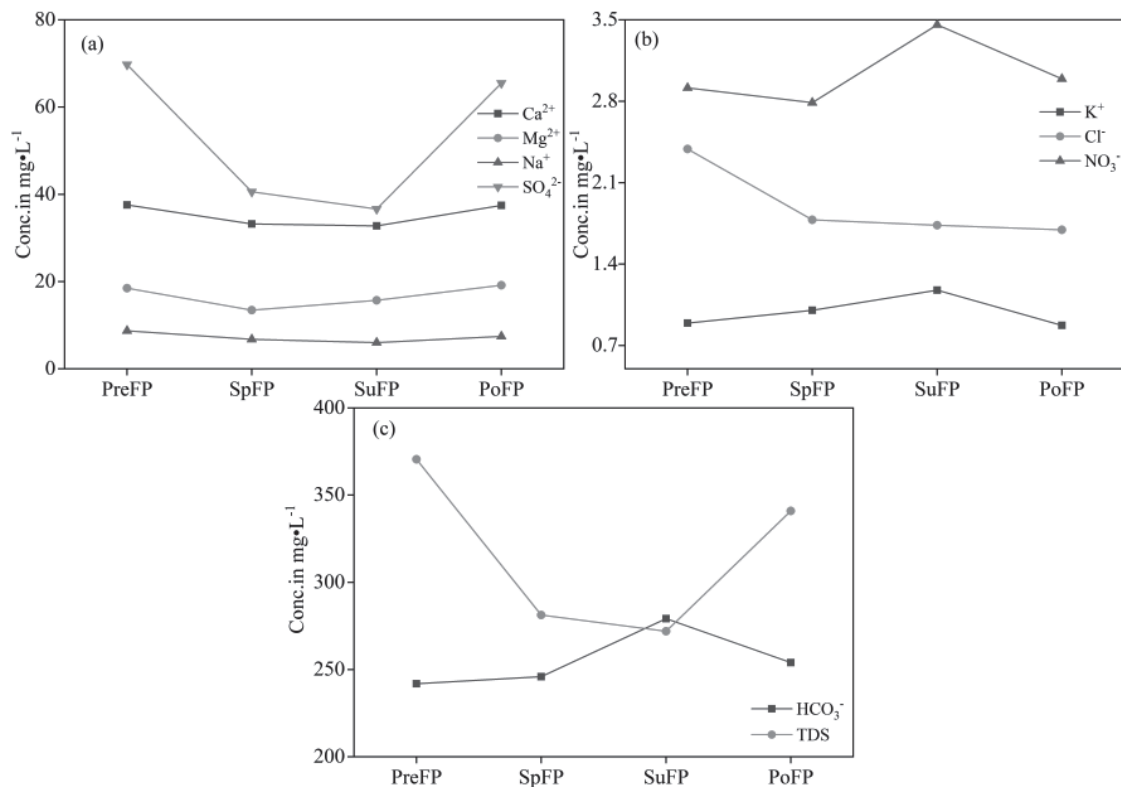 (a)
80
60
40
20
0
Conc.in mg•L⁻¹
PreFP SpFP SuFP PoFP
Ca²⁺
Mg²⁺
Na⁺
SO₄²⁻
(b)
3.5
2.8
2.1
1.4
0.7
Conc.in mg•L⁻¹
PreFP SpFP SuFP PoFP
K⁺
Cl⁻
NO₃⁻
(c)
400
350
300
250
200
Conc.in mg•L⁻¹
PreFP SpFP SuFP PoFP
HCO₃⁻
TDS